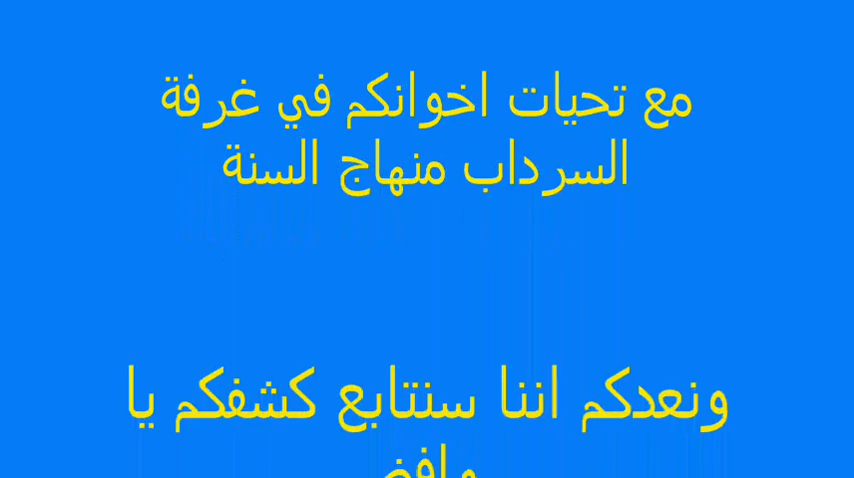 مع تحيات اخوانكم في غرفة
السرداب منهاج السنة
ونعدكم اننا سنتابع كشفكم يا